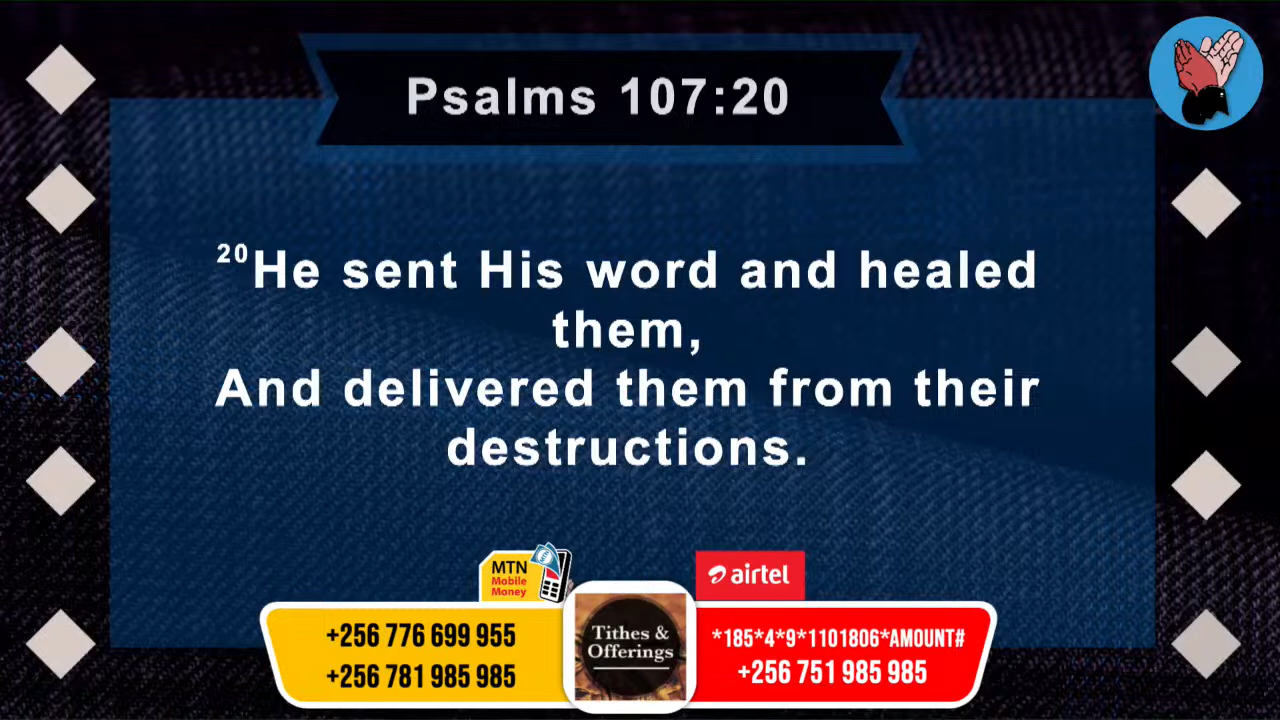 Psalms 107:20
20He sent His word and healed
them,
And delivered them from their
destructions.
MTN
Mobile
Money
airtel
+256 776 699 955
+256 781 985 985
Tithes &
Offerings
*185*4*9*1101806*AMOUNT#
+256 751 985 985